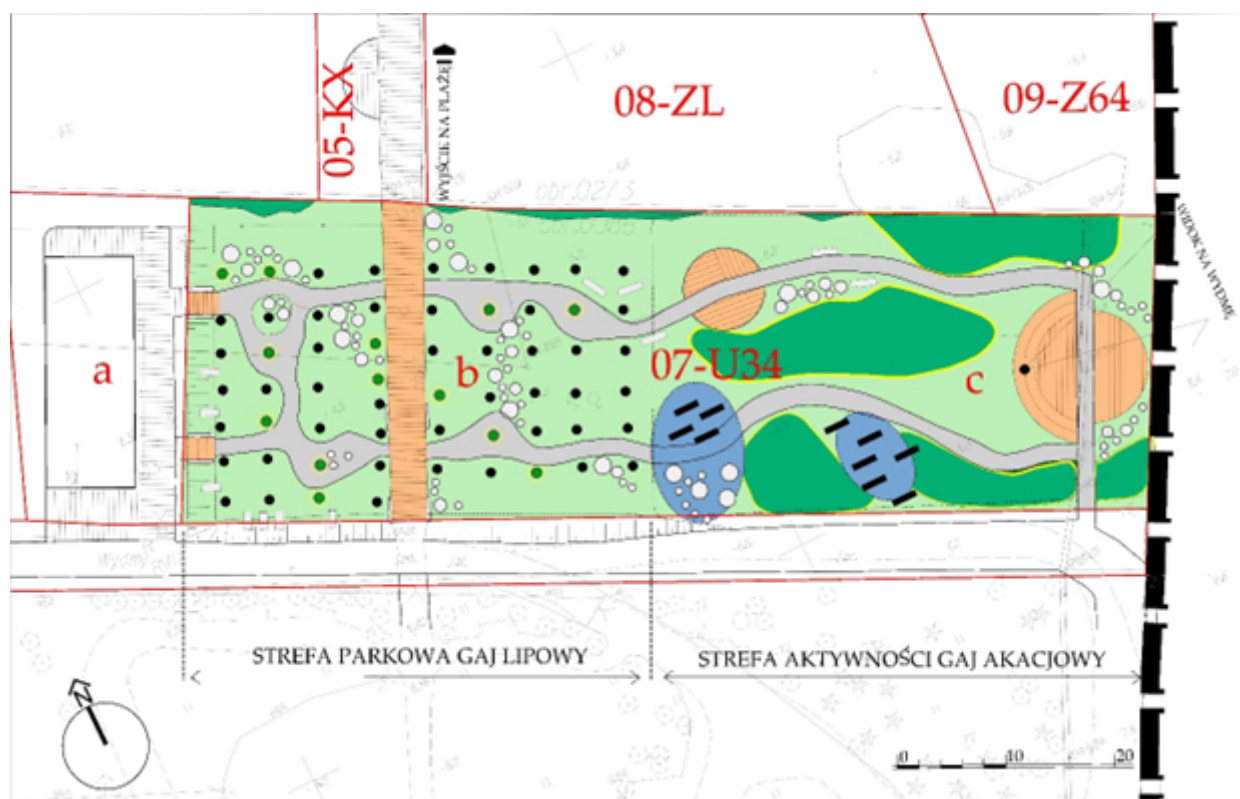 05-KX
WYJŚCIE NA PLAŻĘ
08-ZL
09-Z64
WIDOK NA WYDMĘ
a
b
07-U34
c
STREFA PARKOWA GAJ LIPOWY
STREFA AKTYWNOŚCI GAJ AKACJOWY
N
0 10 20